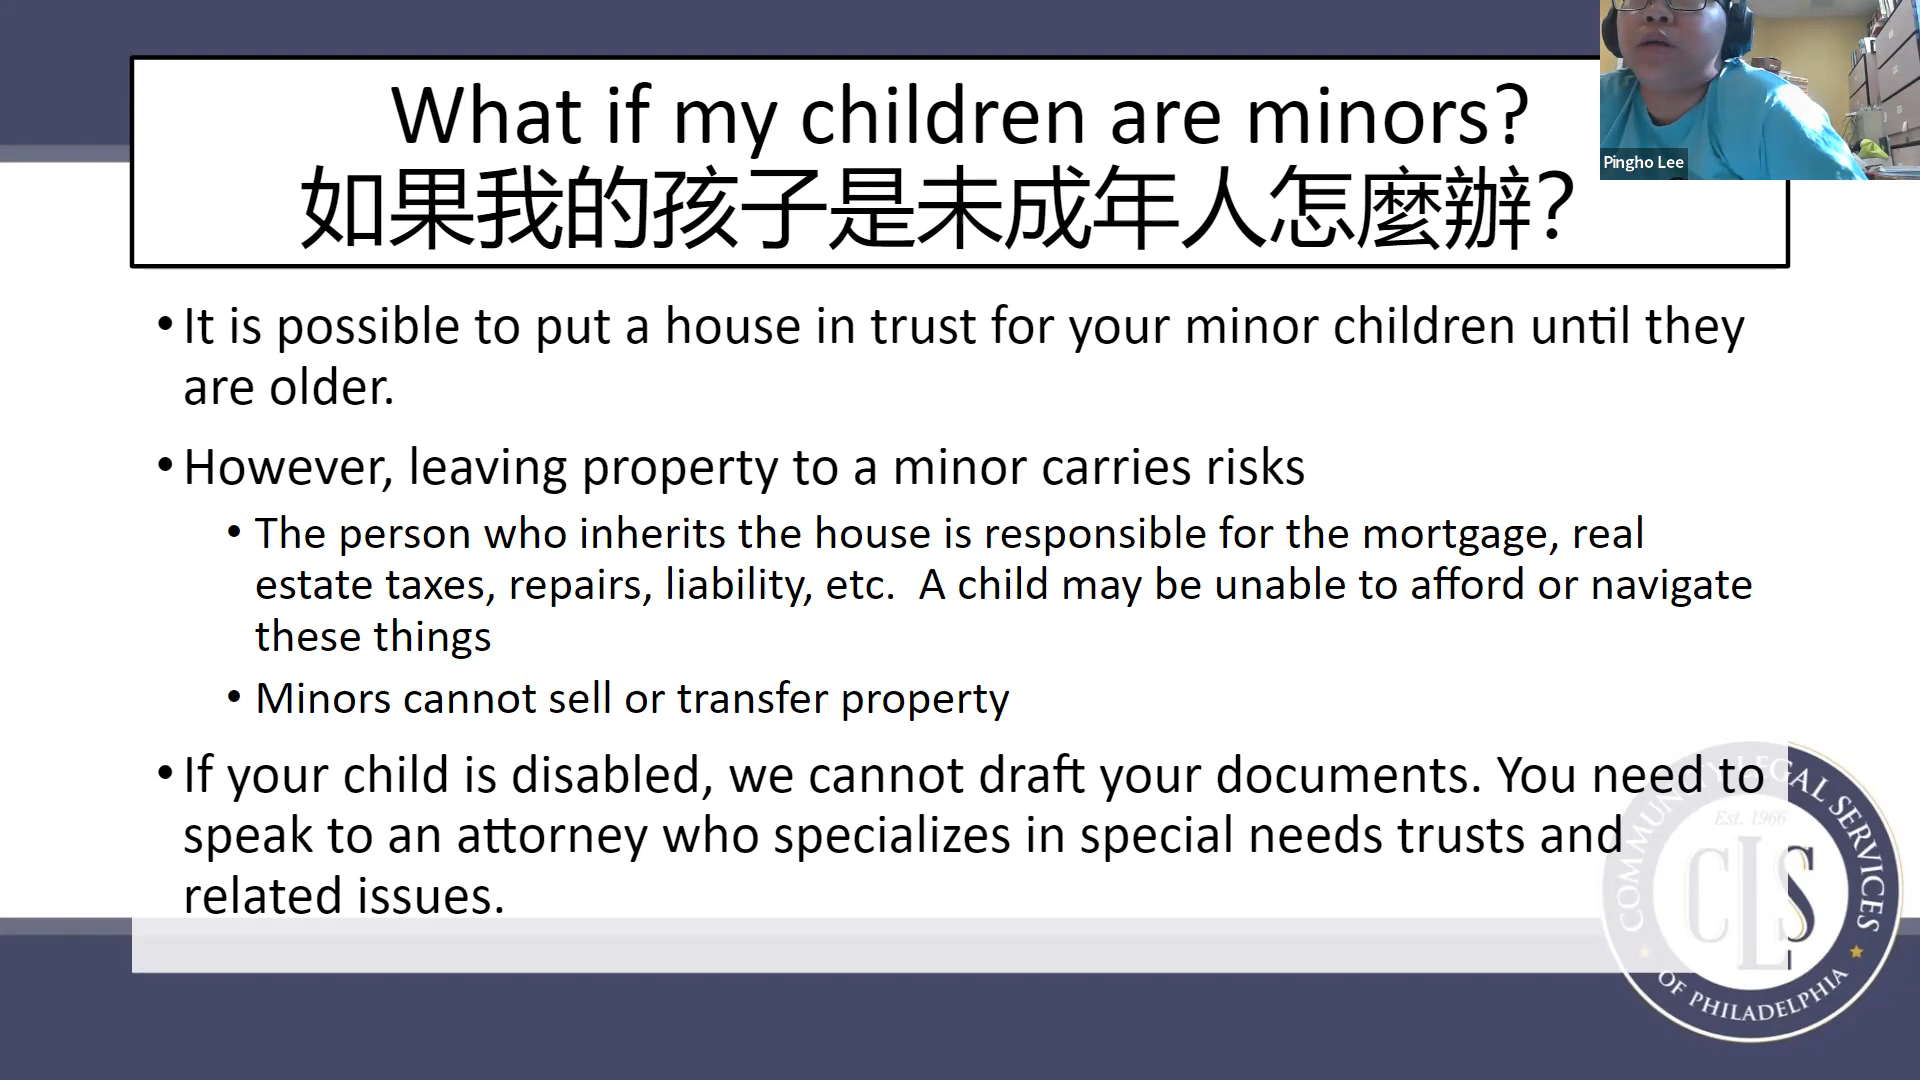 What if my children are minors?
如果我的孩子是未成年人怎麼辦?
Pingho Lee
• It is possible to put a house in trust for your minor children until they
are older.
• However, leaving property to a minor carries risks
• The person who inherits the house is responsible for the mortgage, real
estate taxes, repairs, liability, etc.  A child may be unable to afford or navigate
these things
• Minors cannot sell or transfer property
• If your child is disabled, we cannot draft your documents. You need to
speak to an attorney who specializes in special needs trusts and
related issues.
COMMUNITY LEGAL SERVICES
Est. 1966
CLS
OF PHILADELPHIA